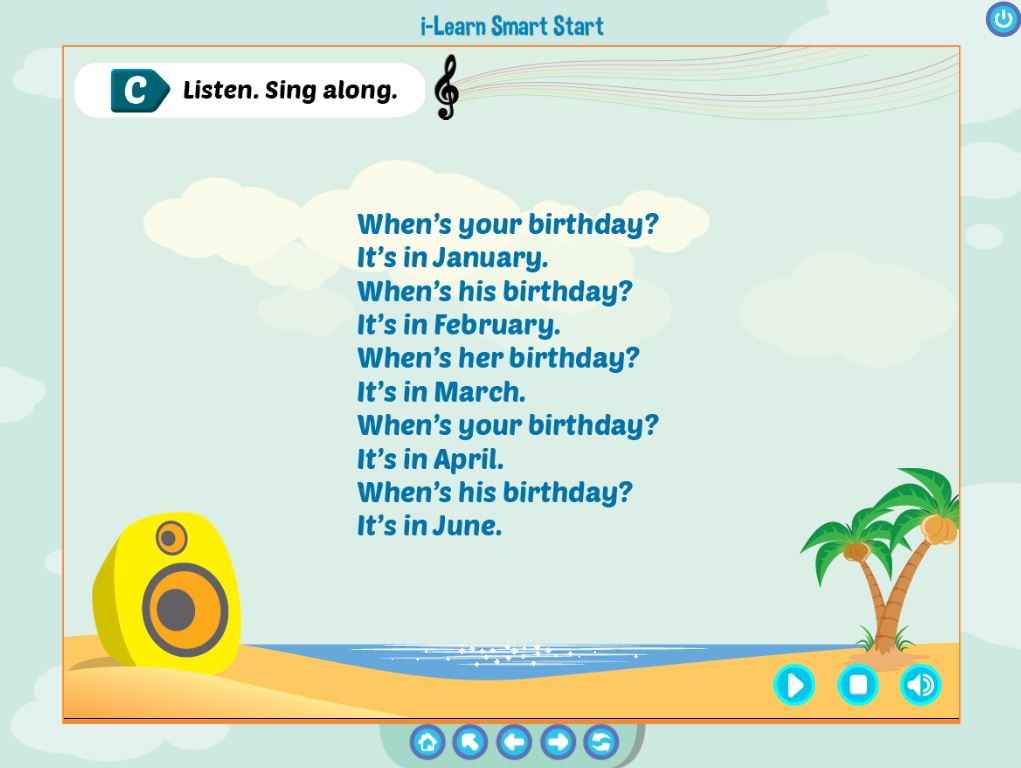 i-Learn Smart Start
C Listen. Sing along.
When's your birthday?
It's in January.
When's his birthday?
It's in February.
When's her birthday?
It's in March.
When's your birthday?
It's in April.
When's his birthday?
It's in June.